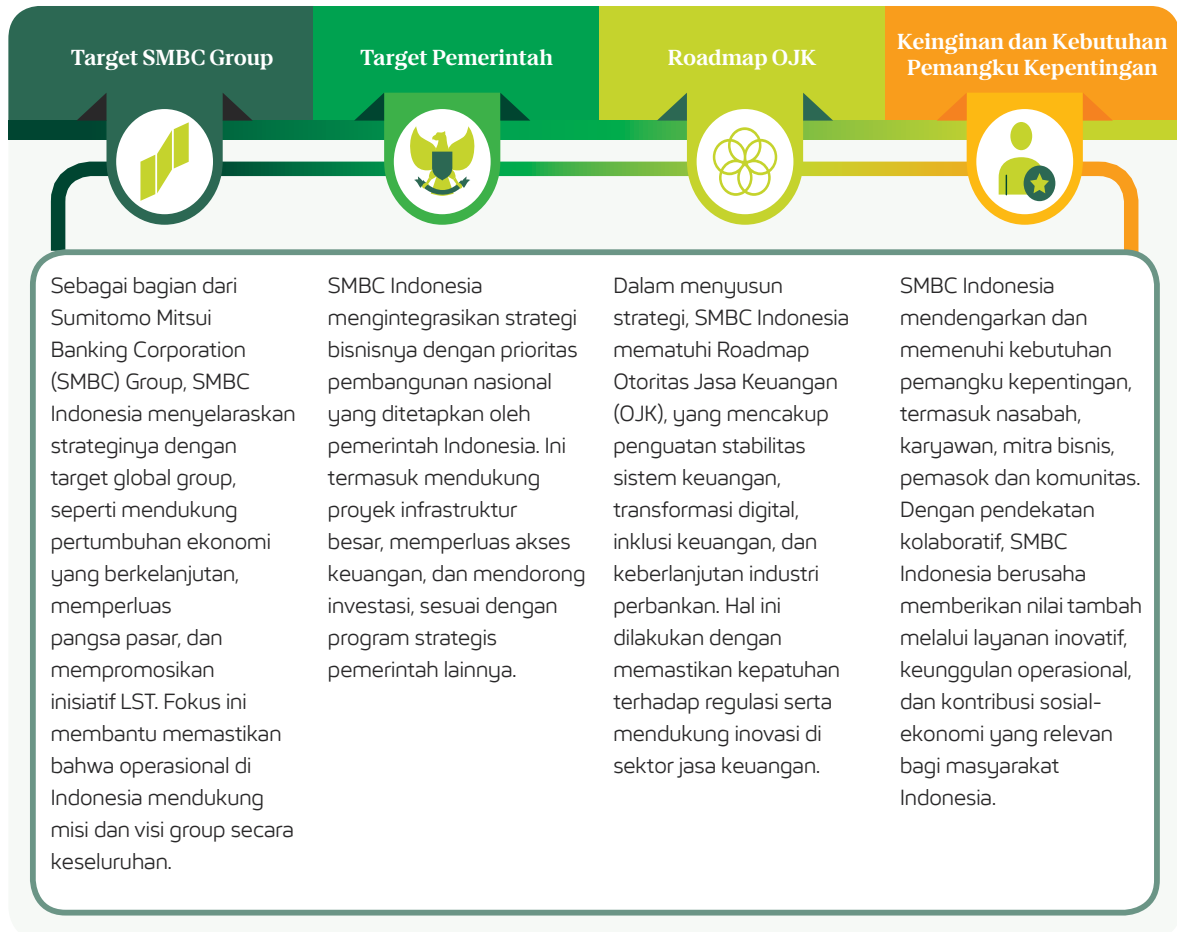 Target SMBC Group
Target Pemerintah
Roadmap OJK
Keinginan dan Kebutuhan
Pemangku Kepentingan
Sebagai bagian dari
Sumitomo Mitsui
Banking Corporation
(SMBC) Group, SMBC
Indonesia menyelaraskan
strateginya dengan
target global group,
seperti mendukung
pertumbuhan ekonomi
yang berkelanjutan,
memperluas
pangsa pasar, dan
mempromosikan
inisiatif LST. Fokus ini
membantu memastikan
bahwa operasional di
Indonesia mendukung
misi dan visi group secara
keseluruhan.
SMBC Indonesia
mengintegrasikan strategi
bisnisnya dengan prioritas
pembangunan nasional
yang ditetapkan oleh
pemerintah Indonesia. Ini
termasuk mendukung
proyek infrastruktur
besar, memperluas akses
keuangan, dan mendorong
investasi, sesuai dengan
program strategis
pemerintah lainnya.
Dalam menyusun
strategi, SMBC Indonesia
mematuhi Roadmap
Otoritas Jasa Keuangan
(OJK), yang mencakup
penguatan stabilitas
sistem keuangan,
transformasi digital,
inklusi keuangan, dan
keberlanjutan industri
perbankan. Hal ini
dilakukan dengan
memastikan kepatuhan
terhadap regulasi serta
mendukung inovasi di
sektor jasa keuangan.
SMBC Indonesia
mendengarkan dan
memenuhi kebutuhan
pemangku kepentingan,
termasuk nasabah,
karyawan, mitra bisnis,
pemasok dan komunitas.
Dengan pendekatan
kolaboratif, SMBC
Indonesia berusaha
memberikan nilai tambah
melalui layanan inovatif,
keunggulan operasional,
dan kontribusi sosial-
ekonomi yang relevan
bagi masyarakat
Indonesia.